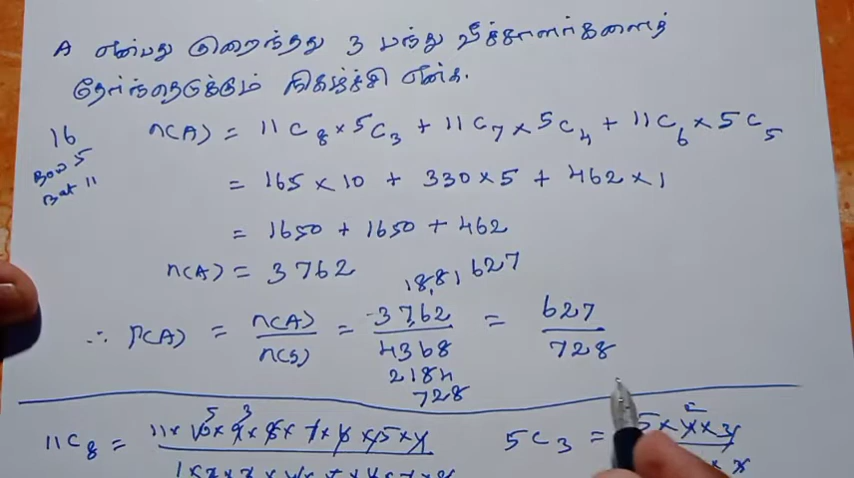 A என்பது குறைந்தது 3 பந்து வீச்சாளர்களைத்
தேர்ந்தெடுக்கும் நிகழ்ச்சி என்க.
16
Bow 5
Bat 11
n(A) = 11C₈ × 5C₃ + 11C₇ × 5C₄ + 11C₆ × 5C₅
= 165 × 10 + 330 × 5 + 462 × 1
= 1650 + 1650 + 462
n(A) = 3762
1881 627
∴ P(A) = n(A)/n(S) = 3762/4368 = 627/728
2184
728
11C₈ =
5C₃ =